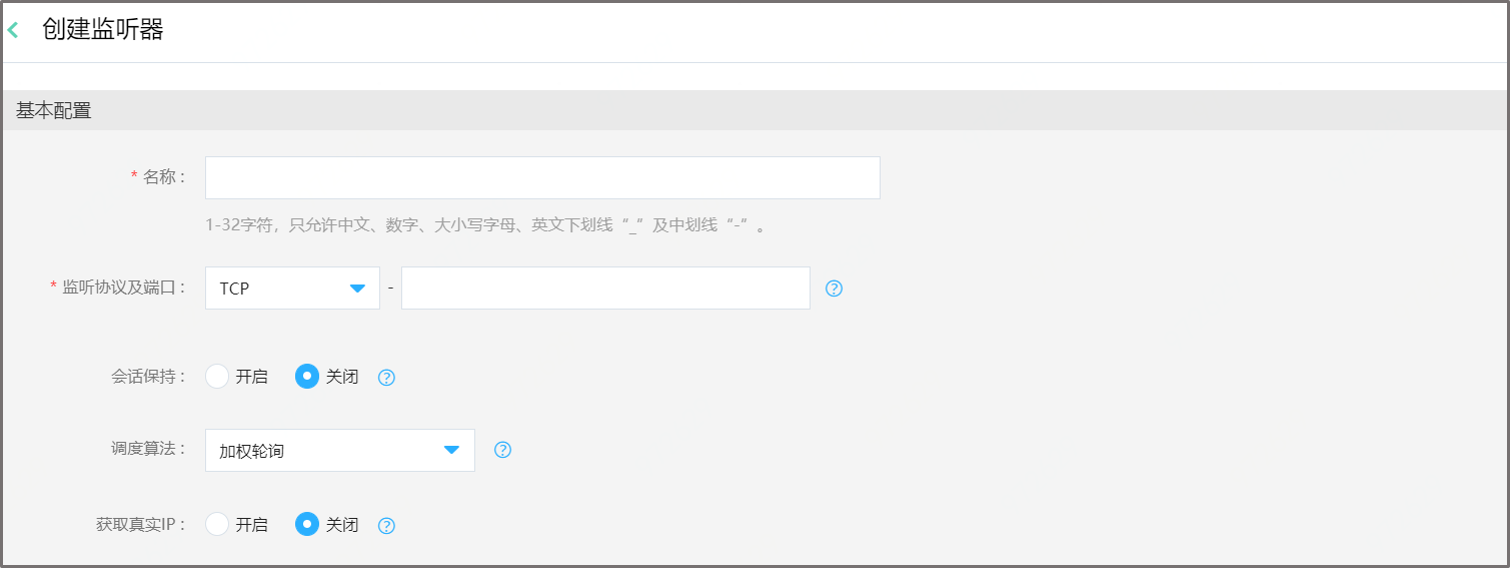 创建监听器
基本配置
* 名称：
1-32字符，只允许中文、数字、大小写字母、英文下划线“_”及中划线“-”。
* 监听协议及端口： TCP - ?
会话保持： 开启 关闭 ?
调度算法： 加权轮询 ?
获取真实IP： 开启 关闭 ?